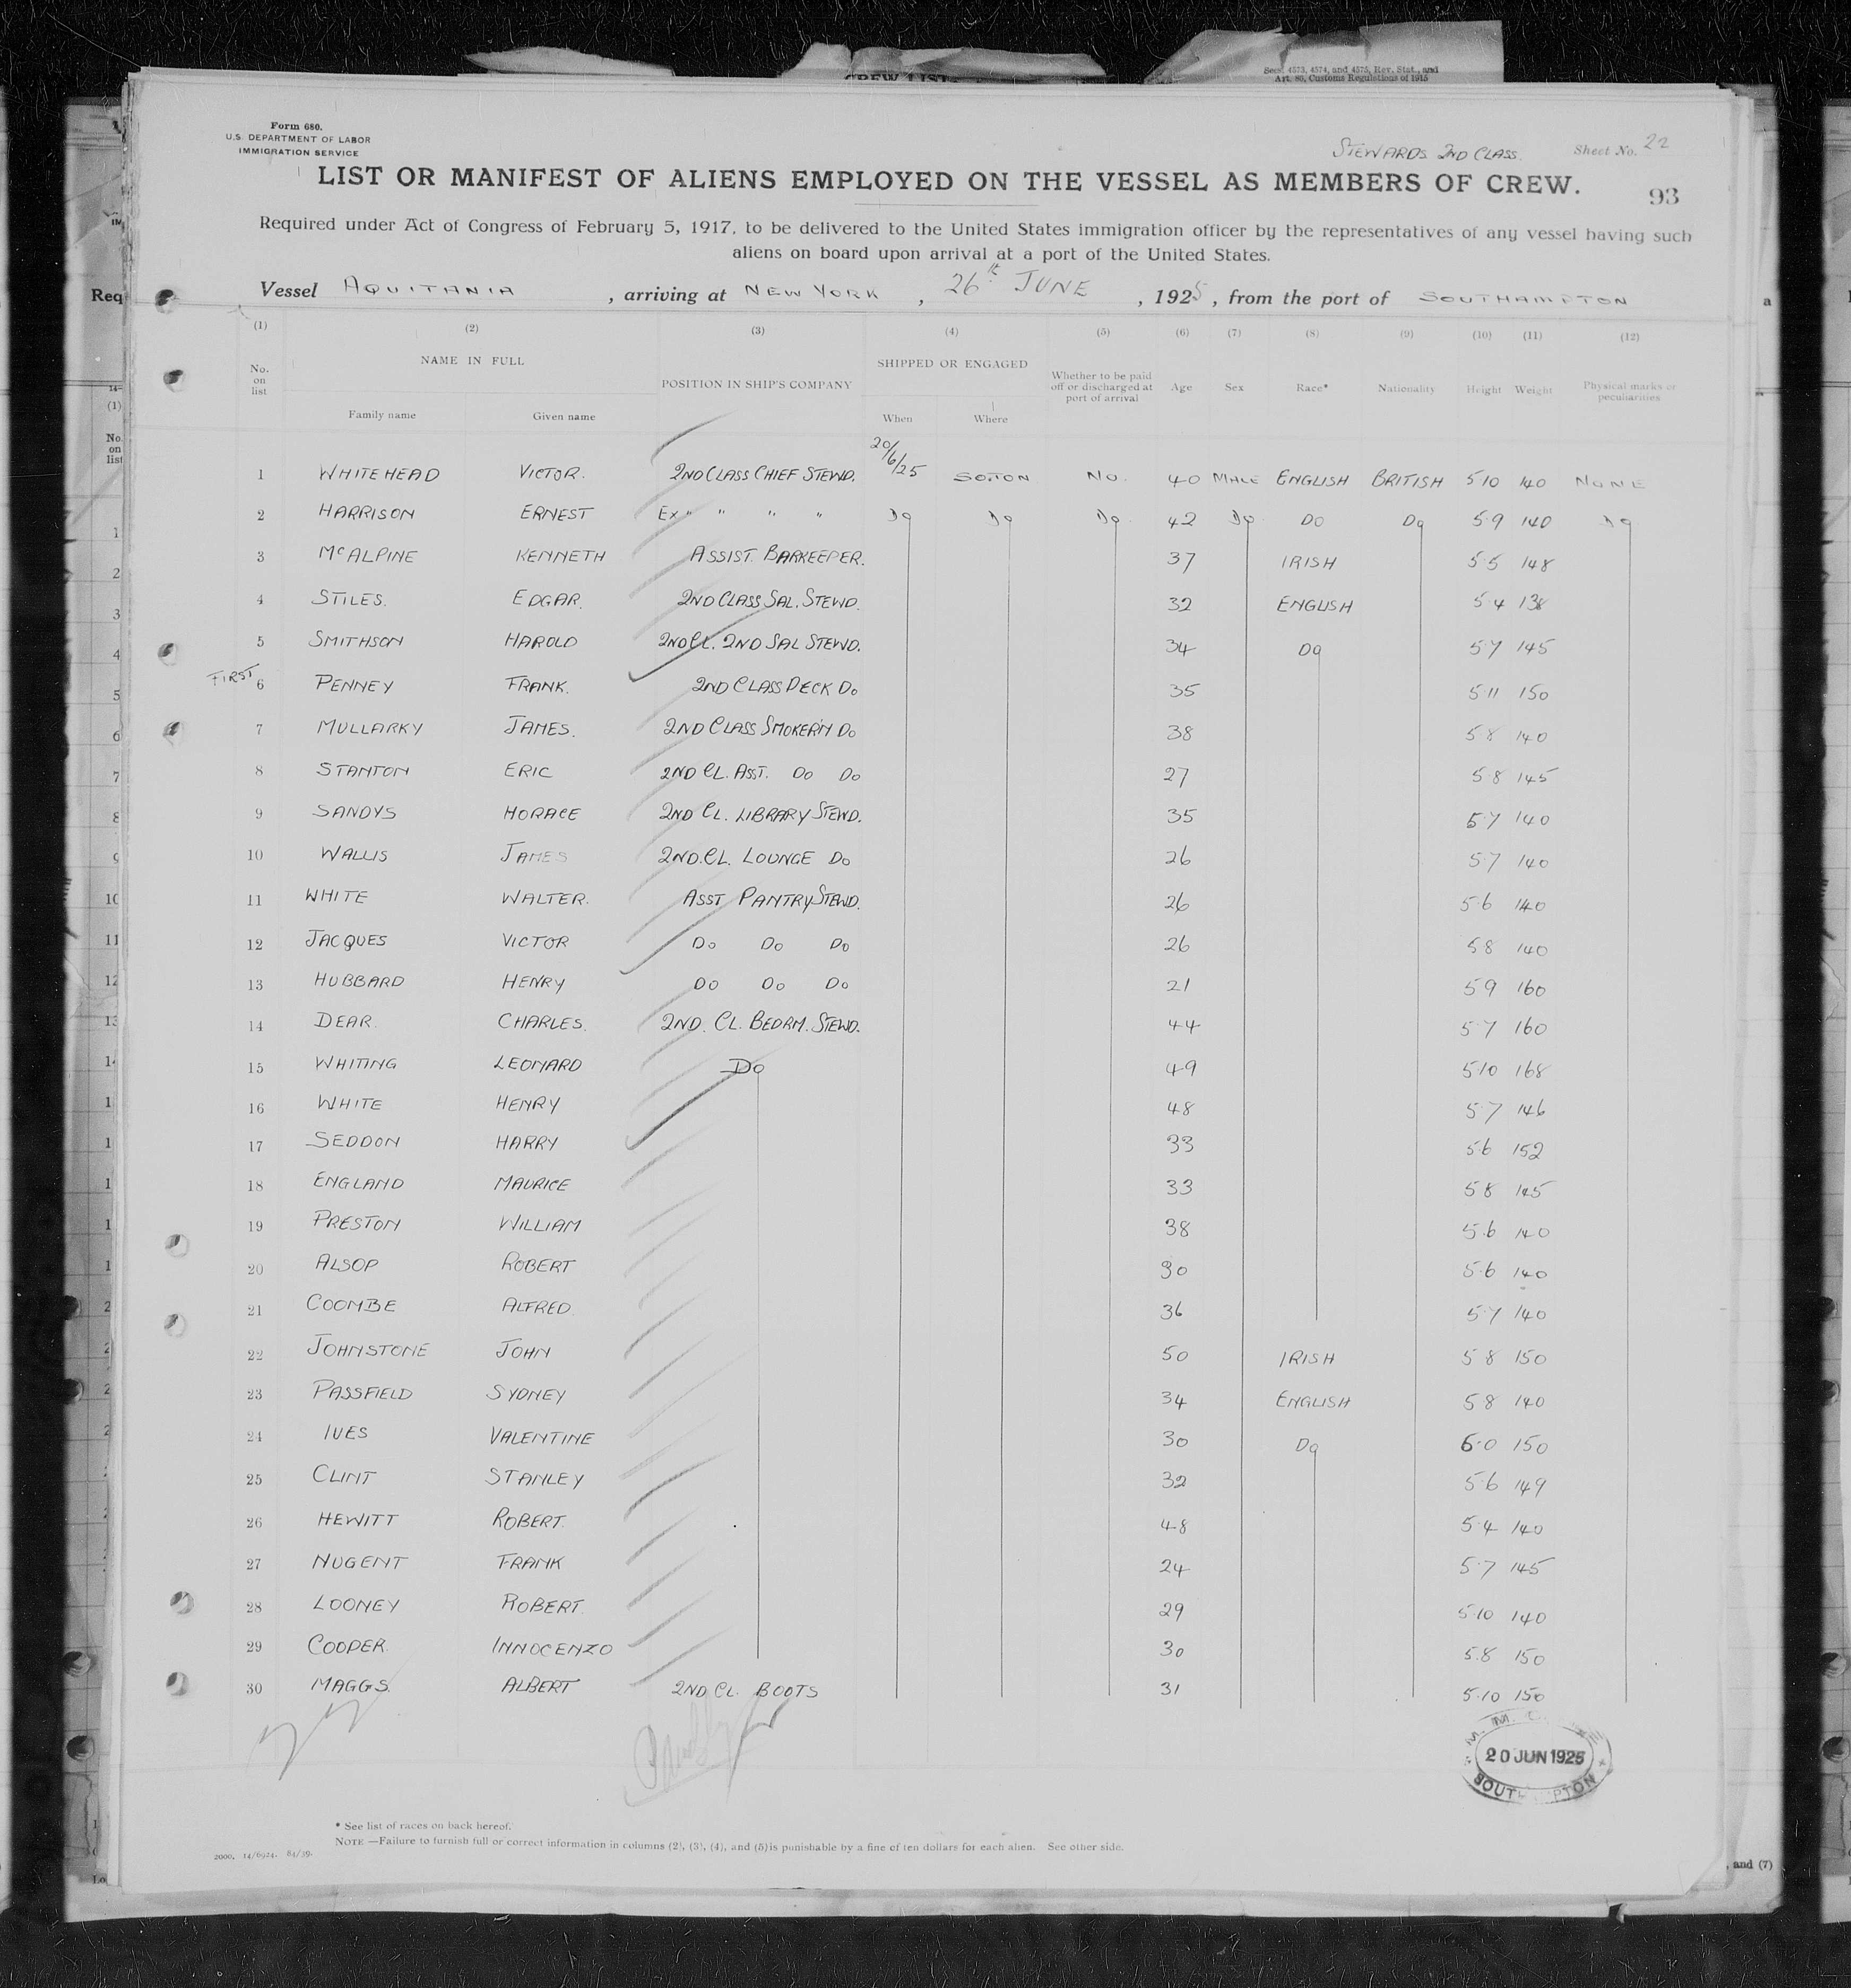 CREW LIST
Secs. 4573, 4574, and 4575, Rev. Stat., and
Art. 86, Customs Regulations of 1915
Form 680.
U.S. DEPARTMENT OF LABOR
IMMIGRATION SERVICE
STEWARDS 2ND CLASS. Sheet No. 22
LIST OR MANIFEST OF ALIENS EMPLOYED ON THE VESSEL AS MEMBERS OF CREW.
93
Required under Act of Congress of February 5, 1917, to be delivered to the United States immigration officer by the representatives of any vessel having such
aliens on board upon arrival at a port of the United States.
Vessel AQUITANIA, arriving at NEW YORK, 26th JUNE, 1925, from the port of SOUTHAMPTON
(1) (2) (3) (4) (5) (6) (7) (8) (9) (10) (11) (12)
No. on list NAME IN FULL POSITION IN SHIP'S COMPANY SHIPPED OR ENGAGED Whether to be paid off or discharged at port of arrival Age Sex Race* Nationality Height Weight Physical marks or peculiarities
Family name Given name When Where
1 WHITEHEAD VICTOR. 2ND CLASS CHIEF STEWD. 20/6/25 SOTON No. 40 MALE ENGLISH BRITISH 5 10 140 NONE
2 HARRISON ERNEST Ex " " " " Do Do Do 42 Do Do Do 5.9 140 Do
3 McALPINE KENNETH ASSIST. BARKEEPER. 37 IRISH 5.5 148
4 STILES. EDGAR. 2ND CLASS SAL. STEWD. 32 ENGLISH 5.4 138
5 SMITHSON HAROLD 2ND CL. 2ND SAL STEWD. 34 Do 5.7 145
FIRST 6 PENNEY FRANK. 2ND CLASS DECK Do 35 5.11 150
7 MULLARKY JAMES. 2ND CLASS SMOKERM Do 38 5.8 140
8 STANTON ERIC 2ND CL. ASST. Do Do 27 5.8 145
9 SANDYS HORACE 2ND CL. LIBRARY STEWD. 35 5.7 140
10 WALLIS JAMES 2ND. CL. LOUNGE Do 26 5.7 140
11 WHITE WALTER. ASST PANTRY STEWD. 26 5.6 140
12 JACQUES VICTOR Do Do Do 26 5.8 140
13 HUBBARD HENRY Do Do Do 21 5 9 160
14 DEAR. CHARLES. 2ND. CL. BEDRM. STEWD. 44 5.7 160
15 WHITING LEONARD Do 49 5.10 168
16 WHITE HENRY 48 5.7 146
17 SEDDON HARRY 33 5.6 152
18 ENGLAND MAURICE 33 5 8 145
19 PRESTON WILLIAM 38 5.6 140
20 ALSOP ROBERT 30 5.6 140
21 COOMBE ALFRED. 36 5.7 140
22 JOHNSTONE JOHN 50 IRISH 5 8 150
23 PASSFIELD SYDNEY 34 ENGLISH 5 8 140
24 IVES VALENTINE 30 Do 6.0 150
25 CLINT STANLEY 32 5.6 149
26 HEWITT ROBERT. 48 5.4 140
27 NUGENT FRANK 24 5.7 145
28 LOONEY ROBERT. 29 5.10 140
29 COOPER. INNOCENZO 30 5.8 150
30 MAGGS. ALBERT 2ND CL. BOOTS 31 5.10 150
20 JUN 1925
* See list of races on back hereof.
NOTE —Failure to furnish full or correct information in columns (2), (3), (4), and (5) is punishable by a fine of ten dollars for each alien. See other side.
2000. 14/6924. 84/39.
, and (7)